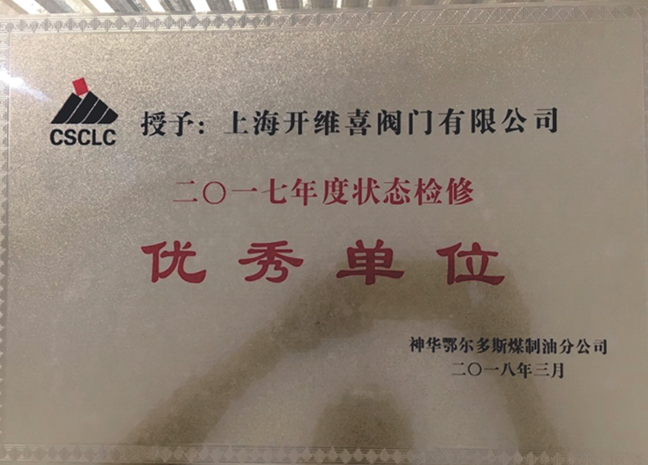 CSCLC
授予：上海开维喜阀门有限公司
二〇一七年度状态检修
优秀单位
神华鄂尔多斯煤制油分公司
二〇一八年三月